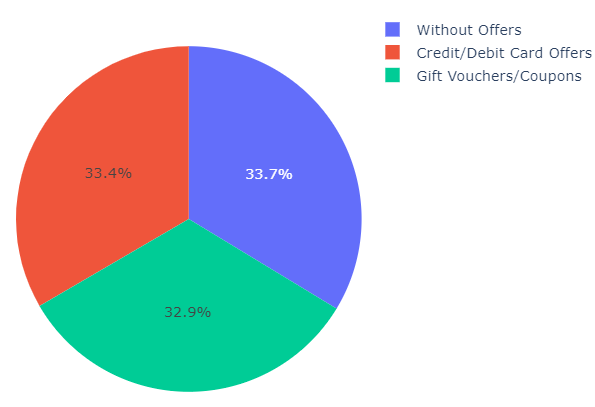 Without Offers
Credit/Debit Card Offers
Gift Vouchers/Coupons
33.4%
33.7%
32.9%